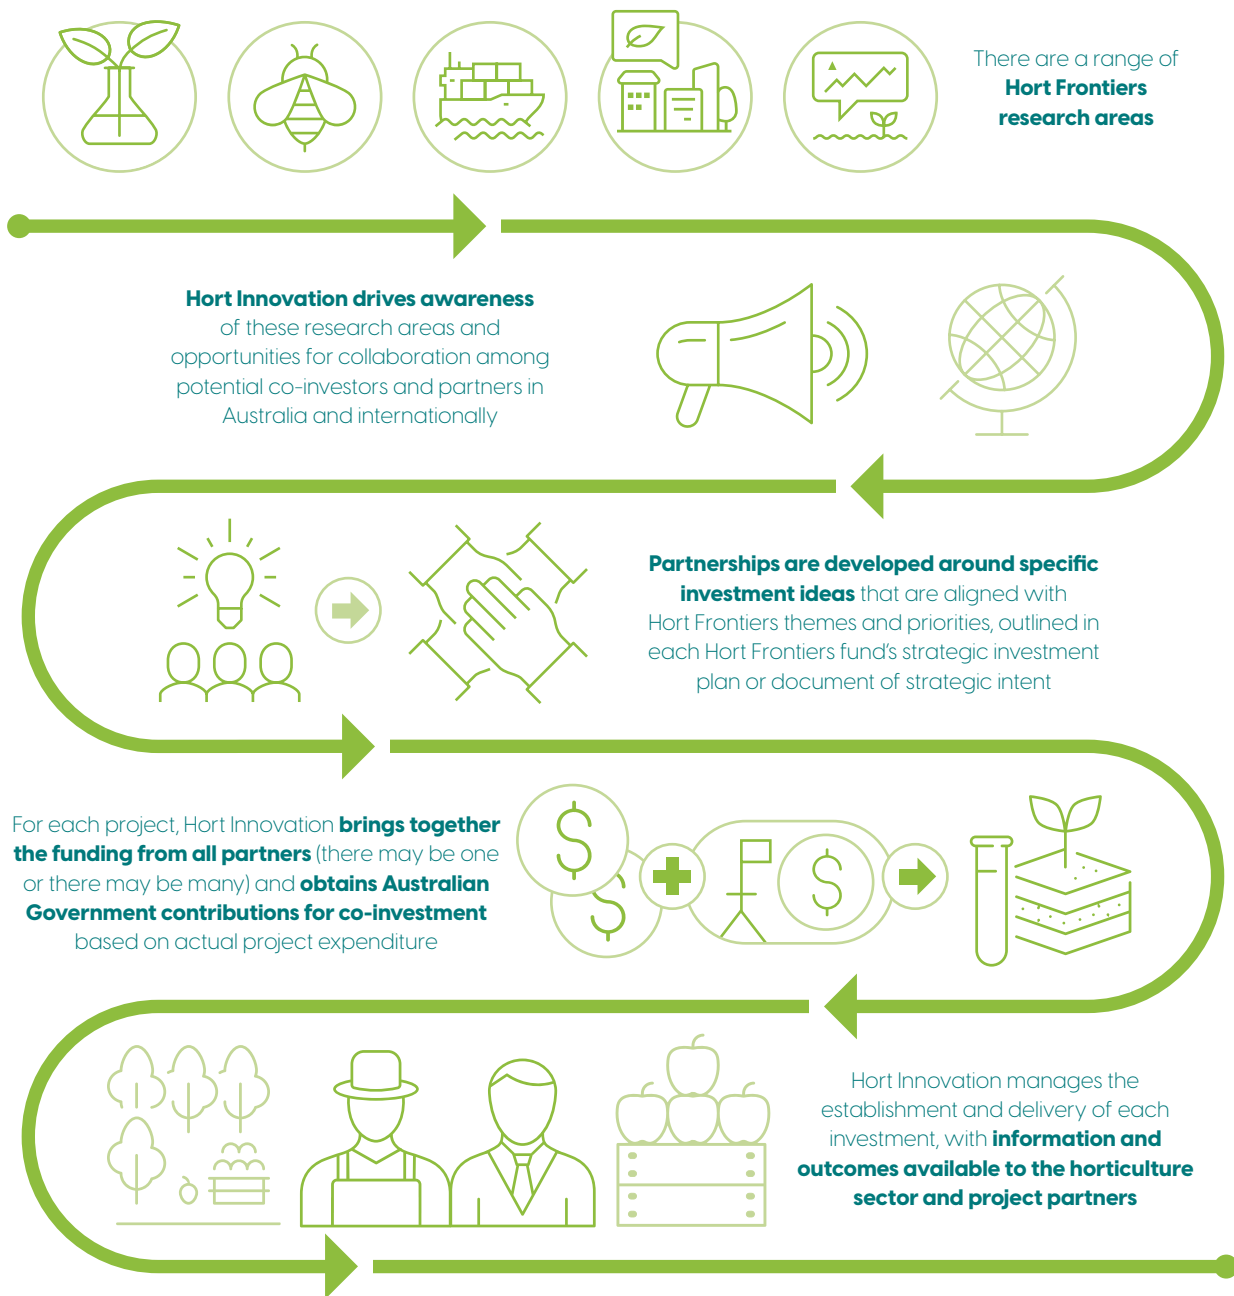 There are a range of
Hort Frontiers
research areas
Hort Innovation drives awareness
of these research areas and
opportunities for collaboration among
potential co-investors and partners in
Australia and internationally
Partnerships are developed around specific
investment ideas that are aligned with
Hort Frontiers themes and priorities, outlined in
each Hort Frontiers fund's strategic investment
plan or document of strategic intent
For each project, Hort Innovation brings together
the funding from all partners (there may be one
or there may be many) and obtains Australian
Government contributions for co-investment
based on actual project expenditure
$
$
$
Hort Innovation manages the
establishment and delivery of each
investment, with information and
outcomes available to the horticulture
sector and project partners